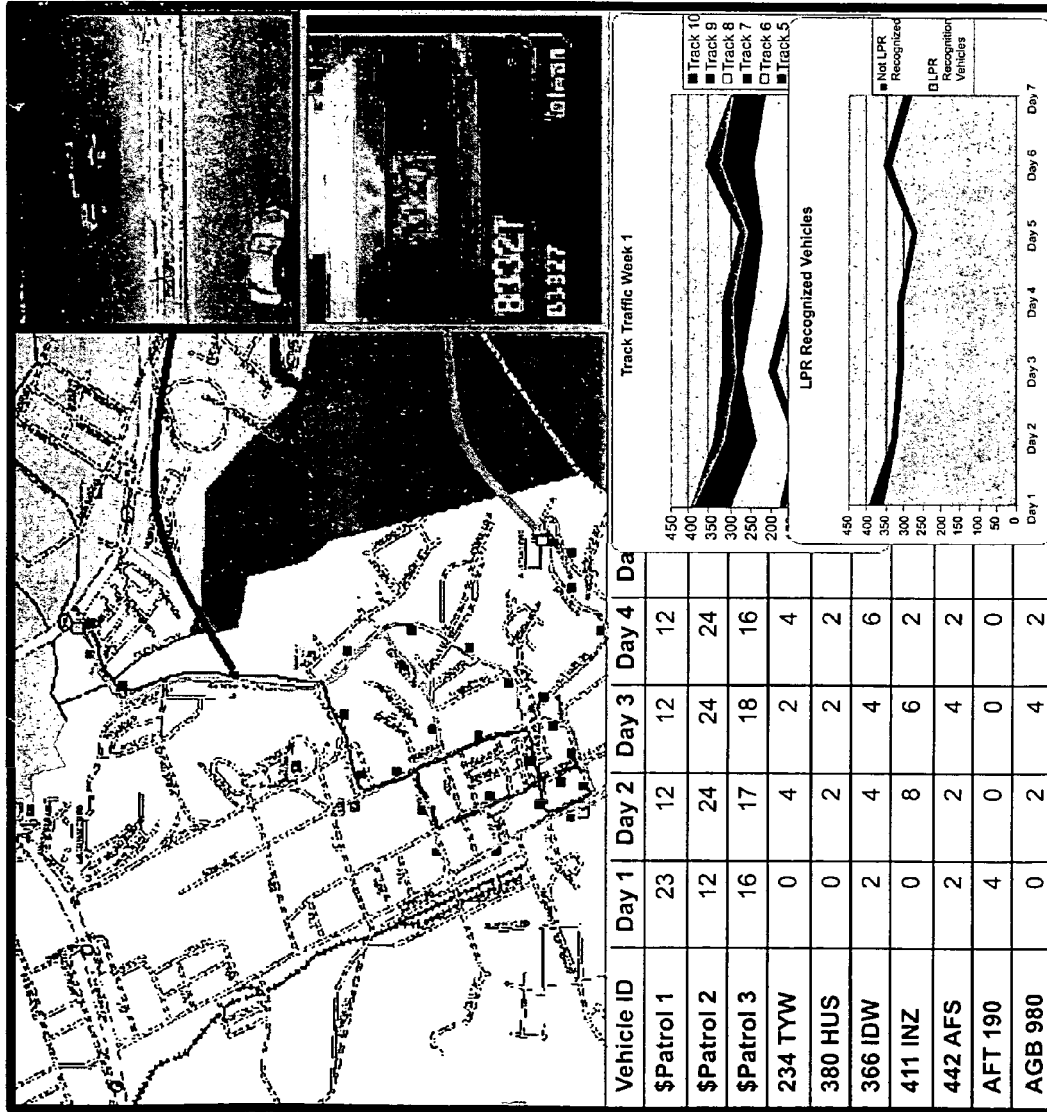 83327
03827
Vehicle ID Day 1 Day 2 Day 3 Day 4 Da
$Patrol 1 23 12 12 12
$Patrol 2 12 24 24 24
$Patrol 3 16 17 18 16
234 TYW 0 4 2 4
380 HUS 0 2 2 2
366 IDW 2 4 4 6
411 INZ 0 8 6 2
442 AFS 2 2 4 2
AFT 190 4 0 0 0
AGB 980 0 2 4 2
Track Traffic Week 1
450
400
350
300
250
200
Track 10
Track 9
Track 8
Track 7
Track 6
Track 5
LPR Recognized Vehicles
450
400
350
300
250
200
150
100
50
0
Day 1 Day 2 Day 3 Day 4 Day 5 Day 6 Day 7
Not LPR
Recognized
LPR
Recognition
Vehicles